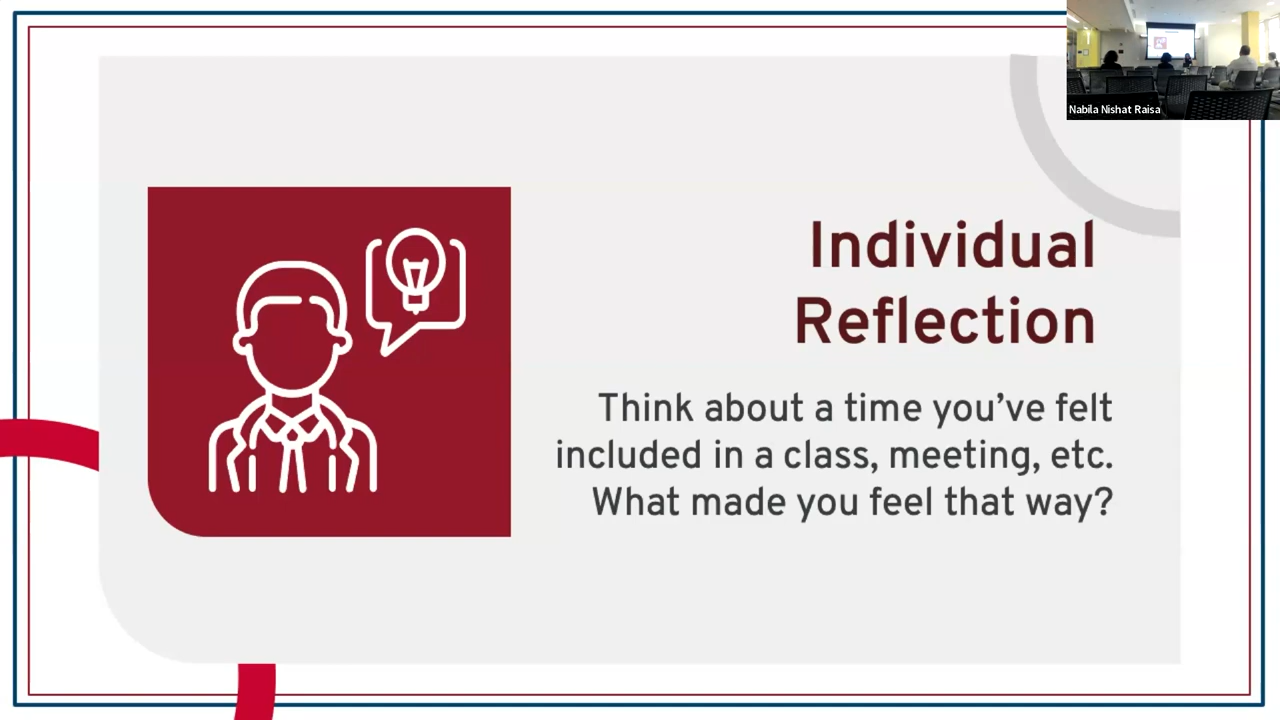 Nabila Nishat Raisa
Individual
Reflection
Think about a time you’ve felt
included in a class, meeting, etc.
What made you feel that way?